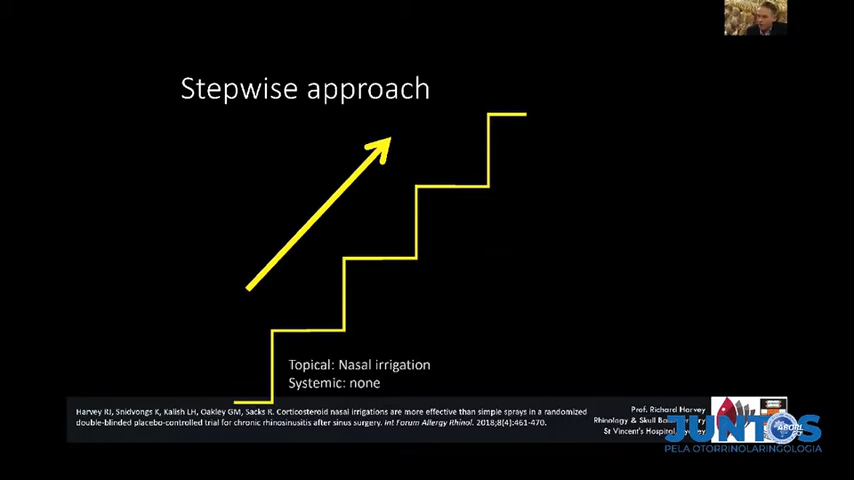 Stepwise approach
Topical: Nasal irrigation
Systemic: none
Harvey RJ, Snidvongs K, Kalish LH, Oakley GM, Sacks R. Corticosteroid nasal irrigations are more effective than simple sprays in a randomized
double-blinded placebo-controlled trial for chronic rhinosinusitis after sinus surgery. Int Forum Allergy Rhinol. 2018;8(4):461-470.
Prof. Richard Harvey
Rhinology & Skull
St Vincent's Hospital,
JUNTOS
PELA OTORRINOLARINGOLOGIA